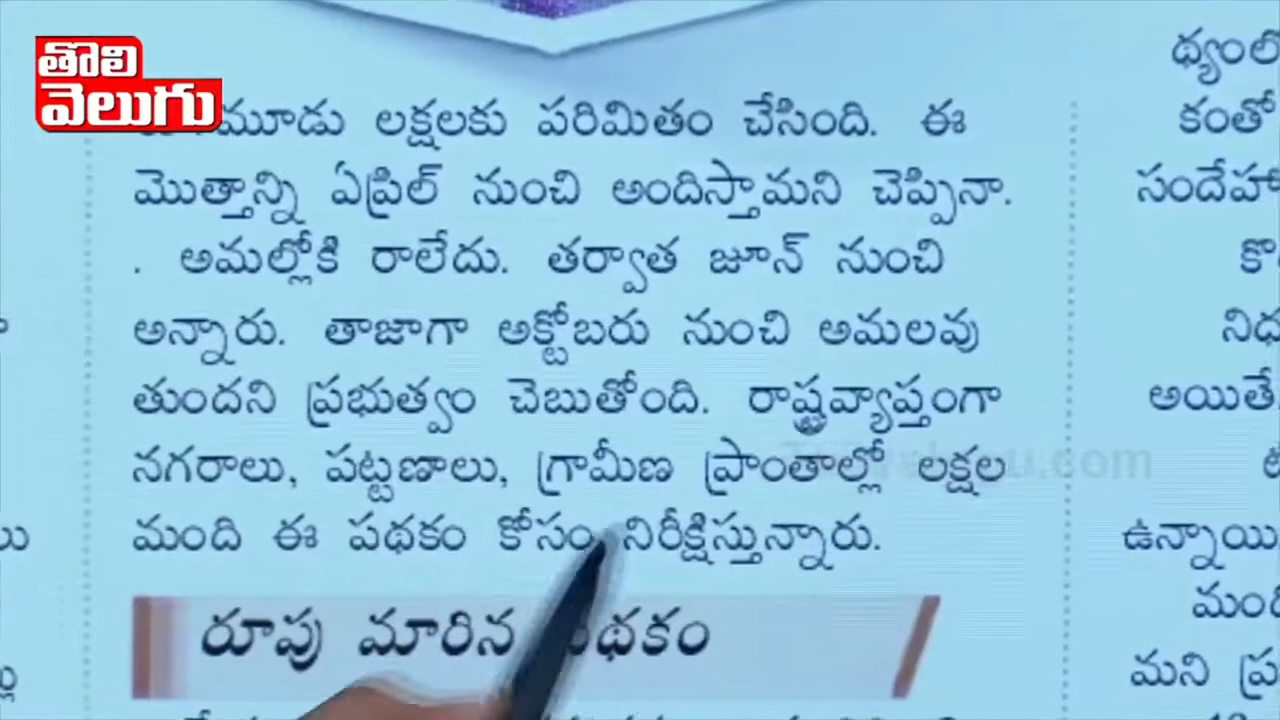 తొలి
వెలుగు
మూడు లక్షలకు పరిమితం చేసింది. ఈ
మొత్తాన్ని ఏప్రిల్ నుంచి అందిస్తామని చెప్పినా.
. అమల్లోకి రాలేదు. తర్వాత జూన్ నుంచి
అన్నారు. తాజాగా అక్టోబరు నుంచి అమలవు
తుందని ప్రభుత్వం చెబుతోంది. రాష్ట్రవ్యాప్తంగా
నగరాలు, పట్టణాలు, గ్రామీణ ప్రాంతాల్లో లక్షల
మంది ఈ పథకం కోసం నిరీక్షిస్తున్నారు.
రూపు మారిన పథకం
థ్యంలో
కంతో
సందేహా
నిధ
అయితే
ఉన్నాయి
మంది
మని ప్ర